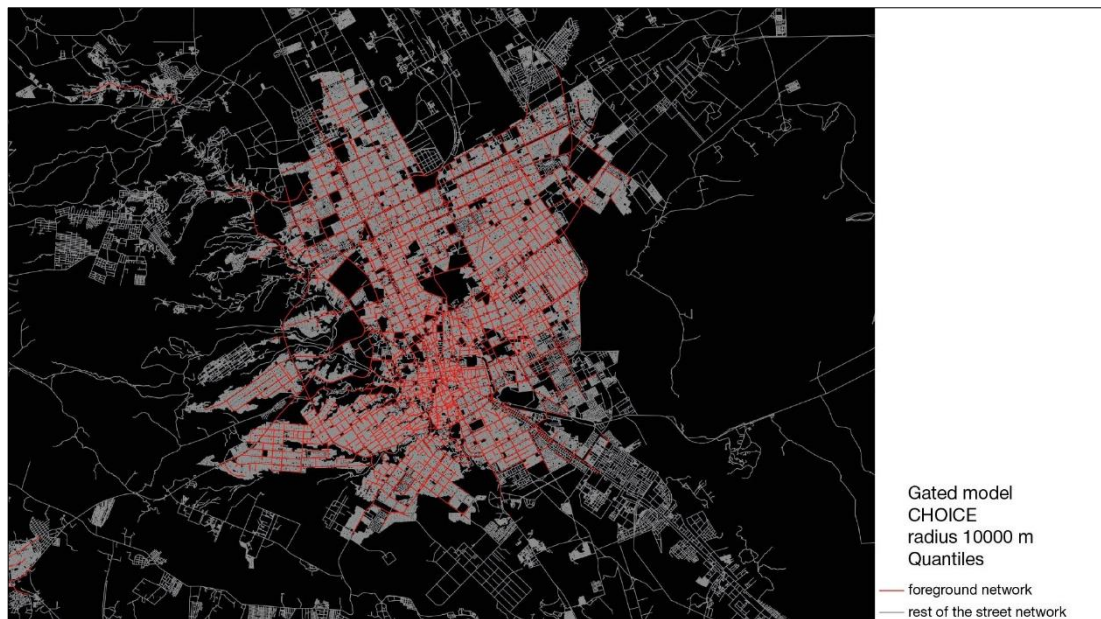 Gated model
CHOICE
radius 10000 m
Quantiles
foreground network
rest of the street network